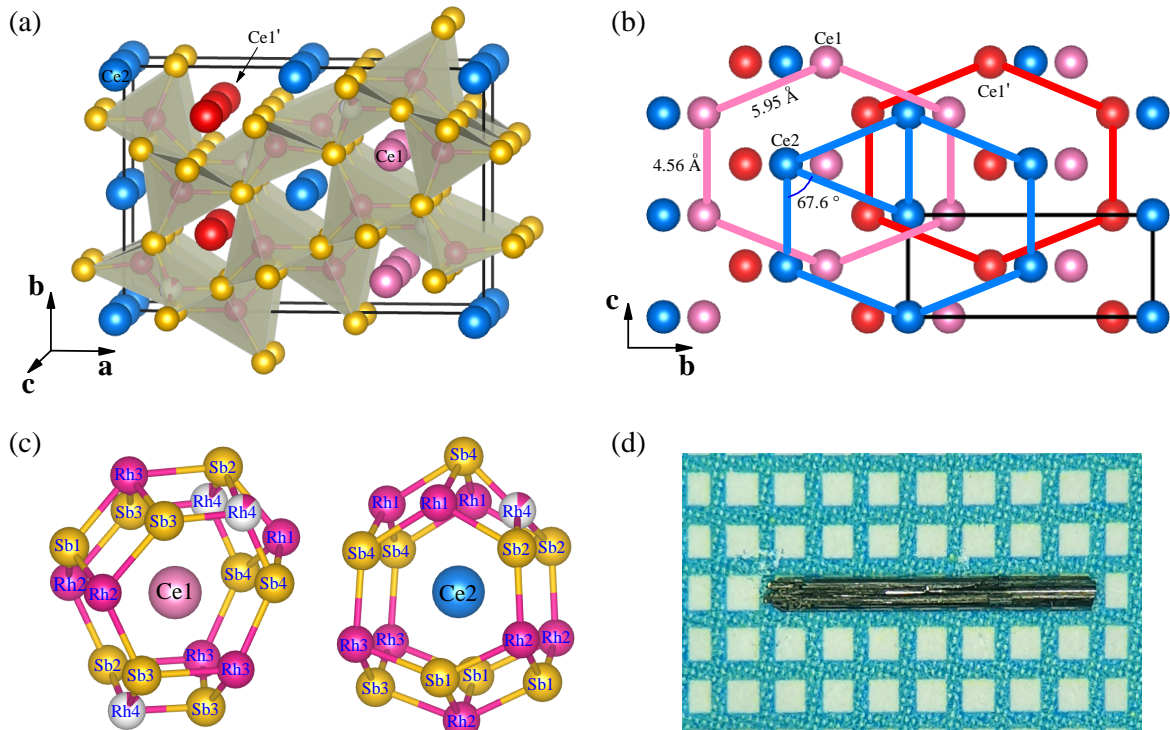 (a)
Ce1'
Ce2
Ce1
b
a
c
(b)
Ce1
Ce1'
5.95 Å
Ce2
4.56 Å
67.6 °
c
b
(c)
Rh3
Sb2
Rh4
Sb3
Sb3
Rh4
Rh1
Sb1
Rh2
Rh2
Sb4
Sb4
Ce1
Sb2
Rh3
Sb3
Rh3
Rh4
Sb3
Sb4
Rh1
Rh1
Rh1
Rh4
Sb4
Sb4
Sb2
Sb2
Ce2
Rh3
Rh3
Rh2
Rh2
Sb3
Sb1
Sb1
Sb1
Rh2
(d)